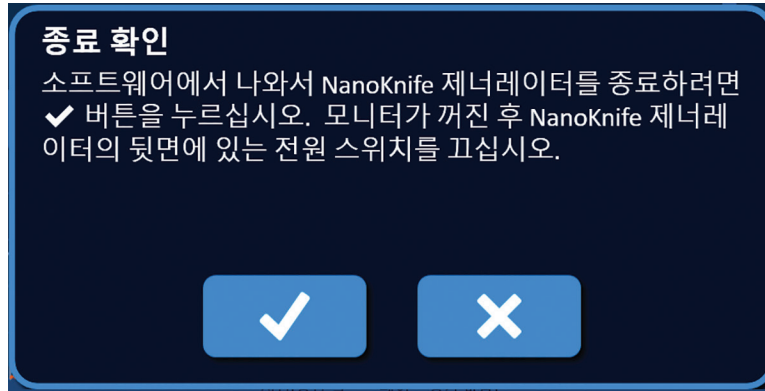 종료 확인
소프트웨어에서 나와서 NanoKnife 제너레이터를 종료하려면
✔ 버튼을 누르십시오. 모니터가 꺼진 후 NanoKnife 제너레
이터의 뒷면에 있는 전원 스위치를 끄십시오.